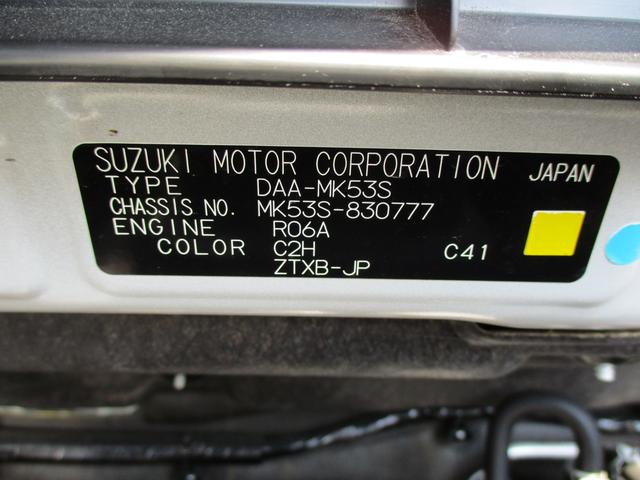 SUZUKI MOTOR CORPORATION JAPAN
TYPE DAA-MK53S
CHASSIS NO. MK53S-830777
ENGINE R06A
COLOR C2H C41
ZTXB-JP